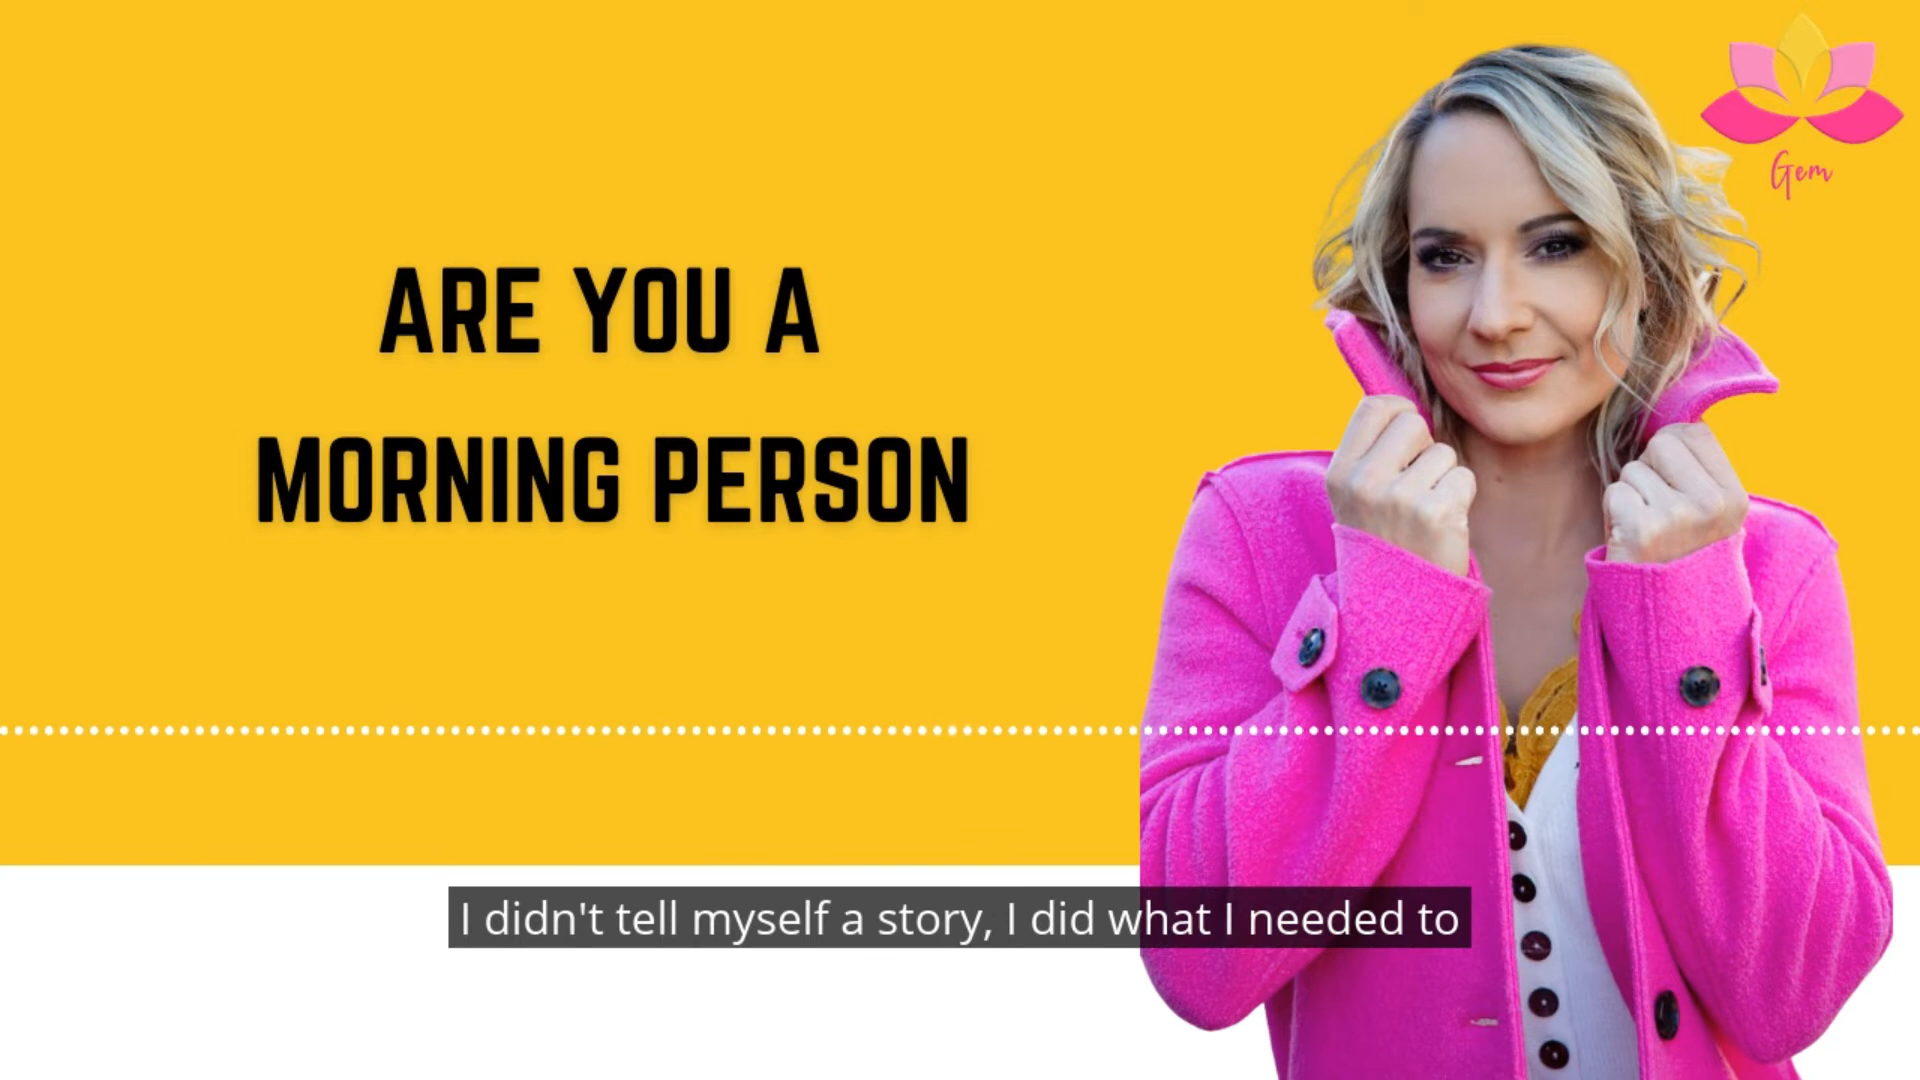 Gem
ARE YOU A
MORNING PERSON
I didn't tell myself a story, I did what I needed to